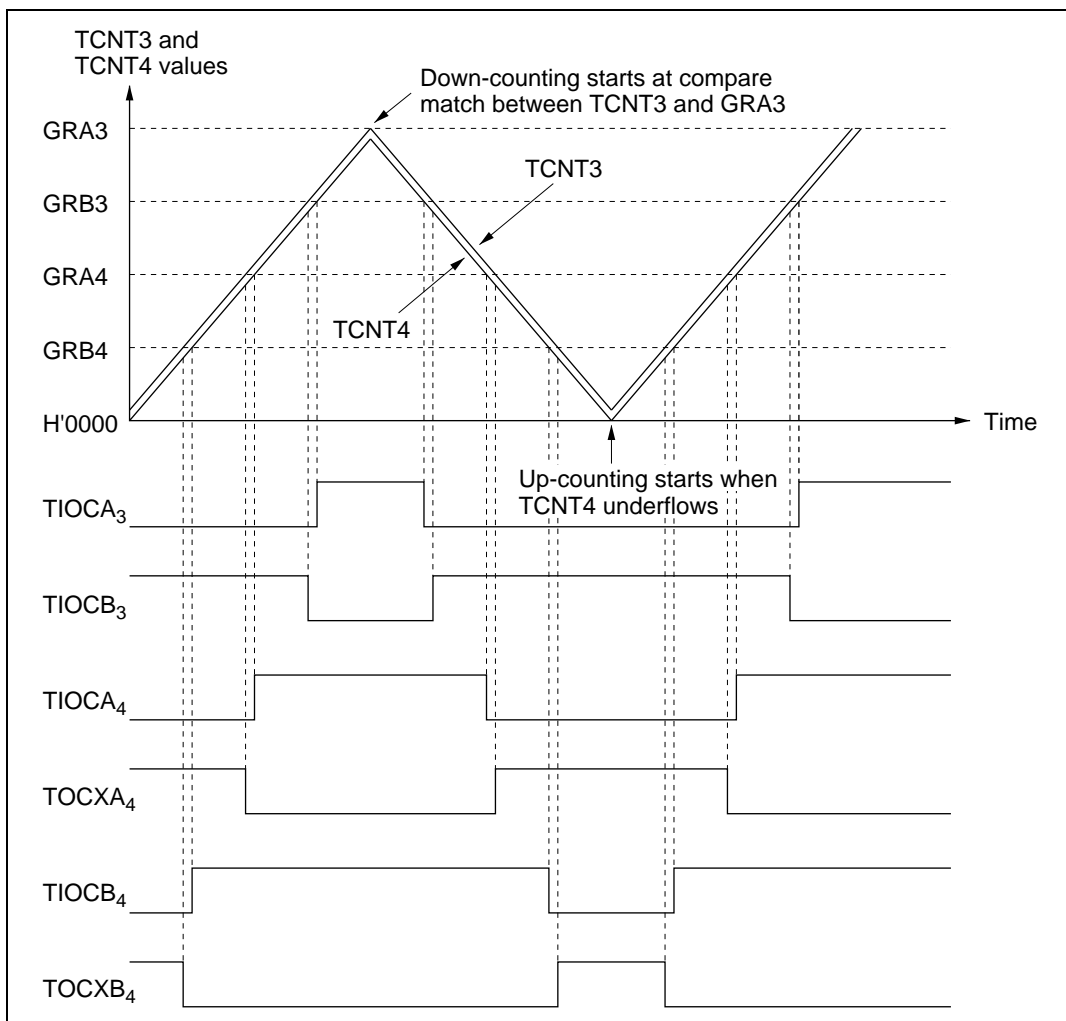 TCNT3 and
TCNT4 values
Down-counting starts at compare
match between TCNT3 and GRA3
GRA3
TCNT3
GRB3
GRA4
TCNT4
GRB4
H'0000
Time
Up-counting starts when
TCNT4 underflows
TIOCA3
TIOCB3
TIOCA4
TOCXA4
TIOCB4
TOCXB4